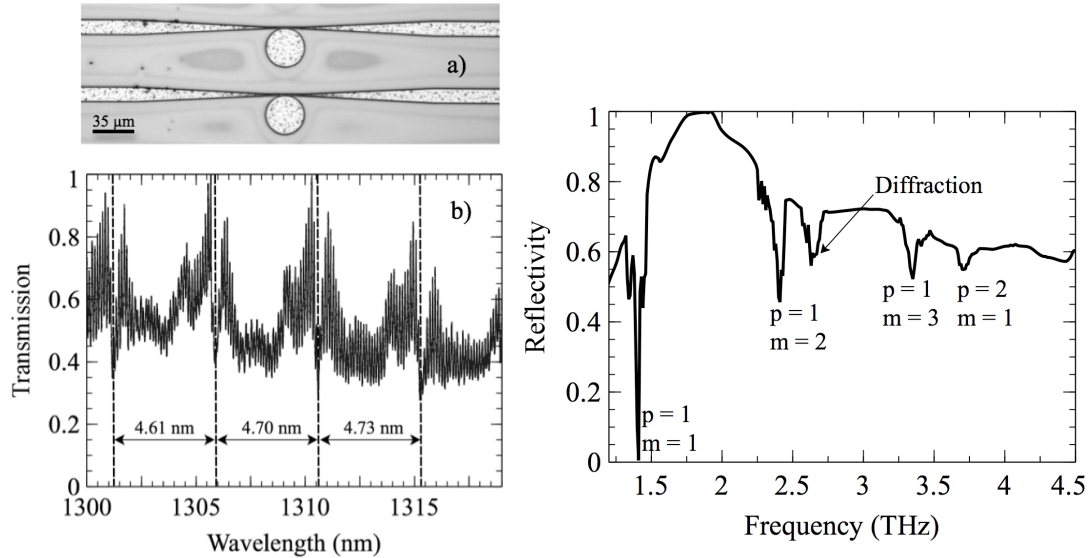 a)
35 μm
b)
1
0.8
0.6
0.4
0.2
0
Transmission
4.61 nm
4.70 nm
4.73 nm
1300
1305
1310
1315
Wavelength (nm)
1
0.8
0.6
0.4
0.2
0
Reflectivity
Diffraction
p = 1
m = 2
p = 1
m = 3
p = 2
m = 1
p = 1
m = 1
1.5
2
2.5
3
3.5
4
4.5
Frequency (THz)